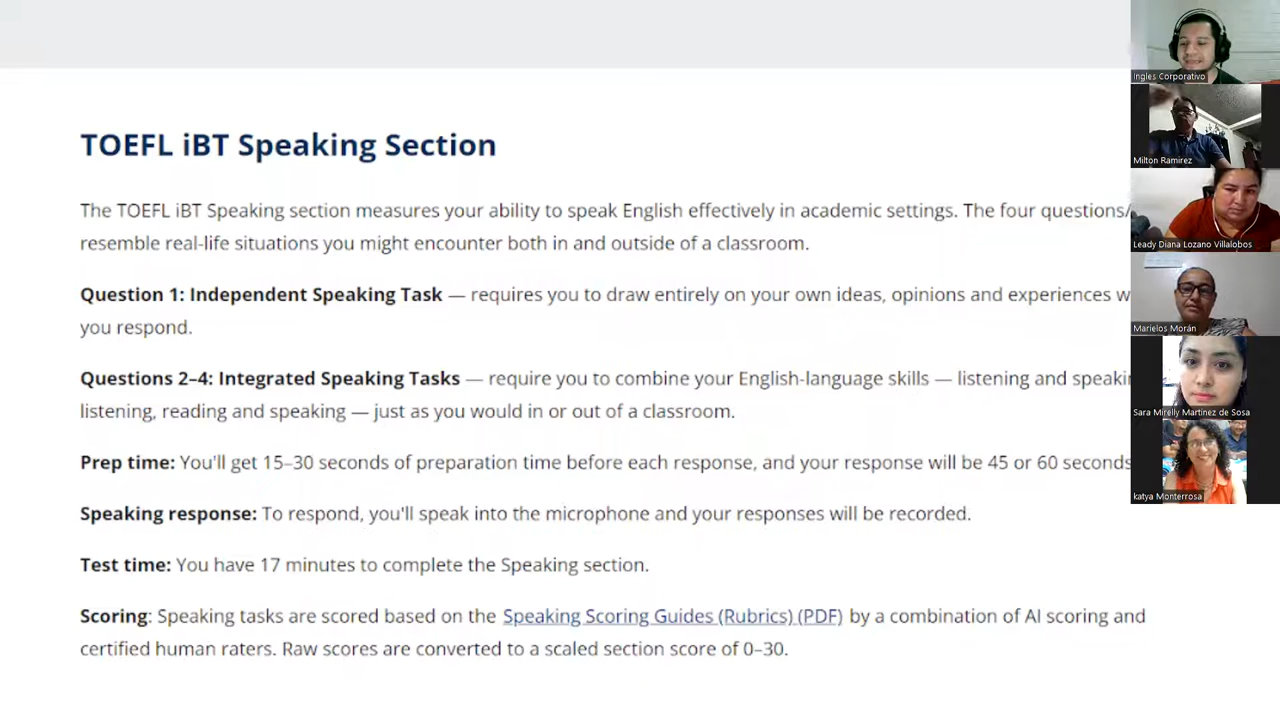 TOEFL iBT Speaking Section
The TOEFL iBT Speaking section measures your ability to speak English effectively in academic settings. The four questions/
resemble real-life situations you might encounter both in and outside of a classroom.
Question 1: Independent Speaking Task — requires you to draw entirely on your own ideas, opinions and experiences w
you respond.
Questions 2–4: Integrated Speaking Tasks — require you to combine your English-language skills — listening and speakin
listening, reading and speaking — just as you would in or out of a classroom.
Prep time: You'll get 15–30 seconds of preparation time before each response, and your response will be 45 or 60 seconds
Speaking response: To respond, you'll speak into the microphone and your responses will be recorded.
Test time: You have 17 minutes to complete the Speaking section.
Scoring: Speaking tasks are scored based on the Speaking Scoring Guides (Rubrics) (PDF) by a combination of AI scoring and
certified human raters. Raw scores are converted to a scaled section score of 0–30.
Ingles Corporativo
Milton Ramirez
Leady Diana Lozano Villalobos
Marielos Morán
Sara Mirelly Martinez de Sosa
katya Monterrosa